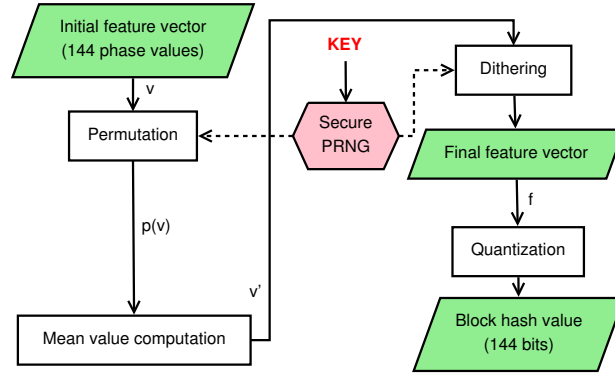 Initial feature vector
(144 phase values)
v
Permutation
p(v)
Mean value computation
v'
KEY
Secure
PRNG
Dithering
Final feature vector
f
Quantization
Block hash value
(144 bits)